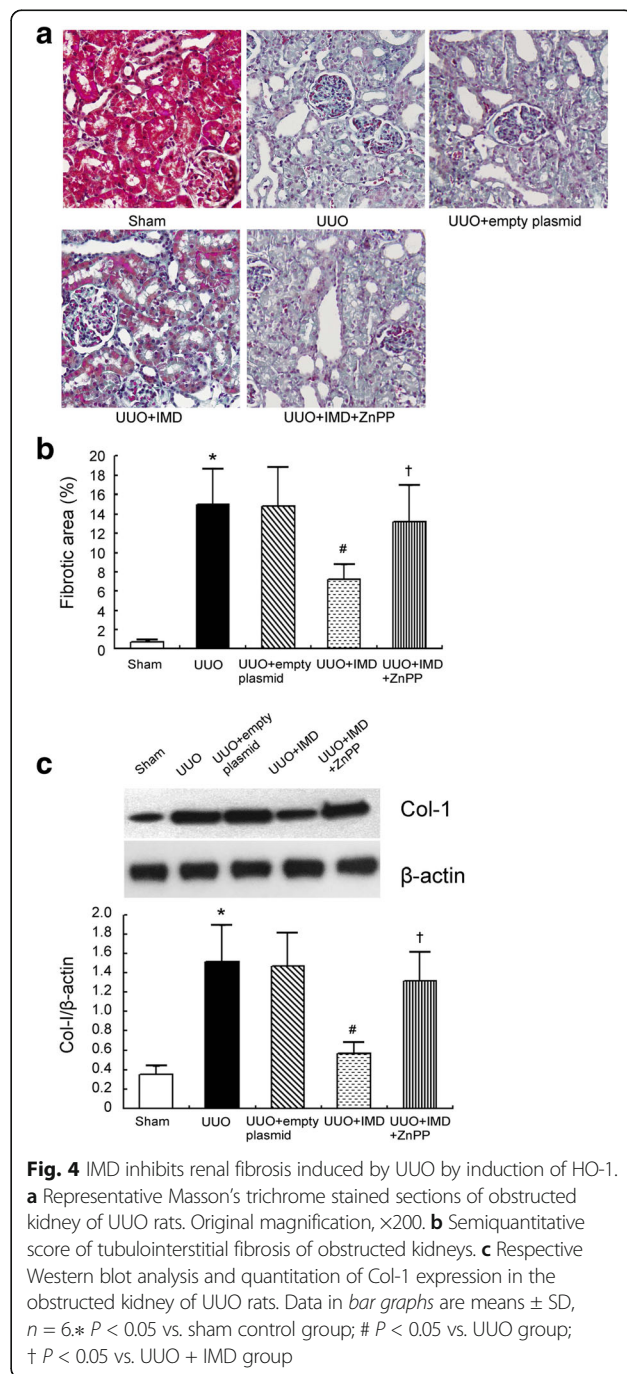 a
Sham
UUO
UUO+empty plasmid
UUO+IMD
UUO+IMD+ZnPP
b
Fibrotic area (%)
20
18
16
14
12
10
8
6
4
2
0
*
#
†
Sham
UUO
UUO+empty
plasmid
UUO+IMD
UUO+IMD
+ZnPP
c
Sham
UUO
UUO+empty
plasmid
UUO+IMD
UUO+IMD
+ZnPP
Col-1
β-actin
Col-I/β-actin
2.0
1.8
1.6
1.4
1.2
1.0
0.8
0.6
0.4
0.2
0
*
#
†
Sham
UUO
UUO+empty
plasmid
UUO+IMD
UUO+IMD
+ZnPP
Fig. 4 IMD inhibits renal fibrosis induced by UUO by induction of HO-1.
a Representative Masson's trichrome stained sections of obstructed
kidney of UUO rats. Original magnification, ×200. b Semiquantitative
score of tubulointerstitial fibrosis of obstructed kidneys. c Respective
Western blot analysis and quantitation of Col-1 expression in the
obstructed kidney of UUO rats. Data in bar graphs are means ± SD,
n = 6.* P < 0.05 vs. sham control group; # P < 0.05 vs. UUO group;
† P < 0.05 vs. UUO + IMD group